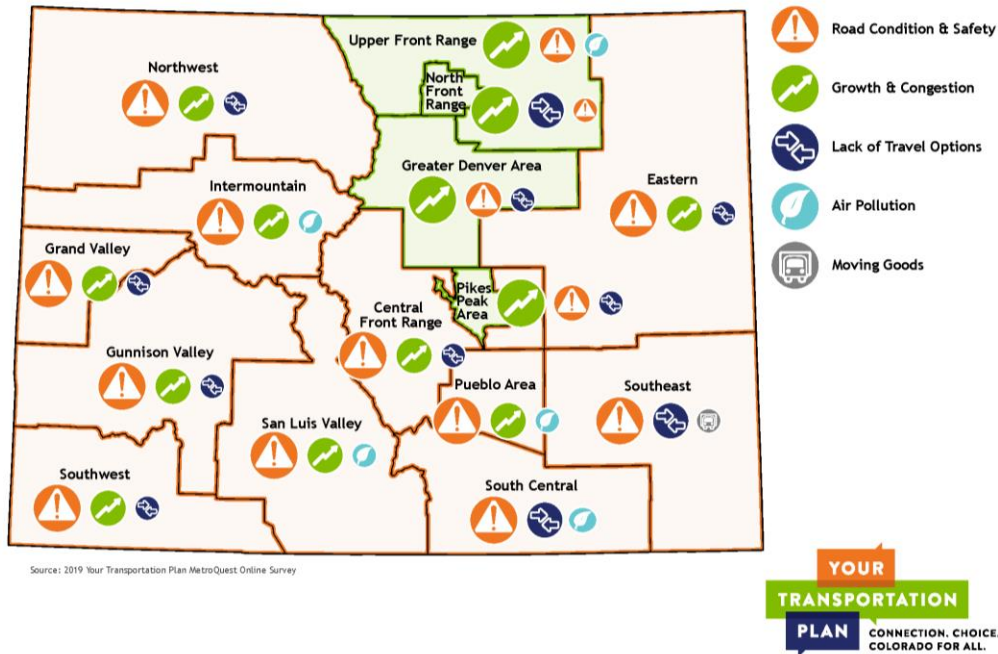 Upper Front Range
North
Front
Range
Northwest
Greater Denver Area
Intermountain
Eastern
Grand Valley
Pikes
Peak
Area
Central
Front Range
Gunnison Valley
Pueblo Area
Southeast
San Luis Valley
Southwest
South Central
Road Condition & Safety
Growth & Congestion
Lack of Travel Options
Air Pollution
Moving Goods
Source: 2019 Your Transportation Plan MetroQuest Online Survey
YOUR
TRANSPORTATION
PLAN
CONNECTION. CHOICE.
COLORADO FOR ALL.